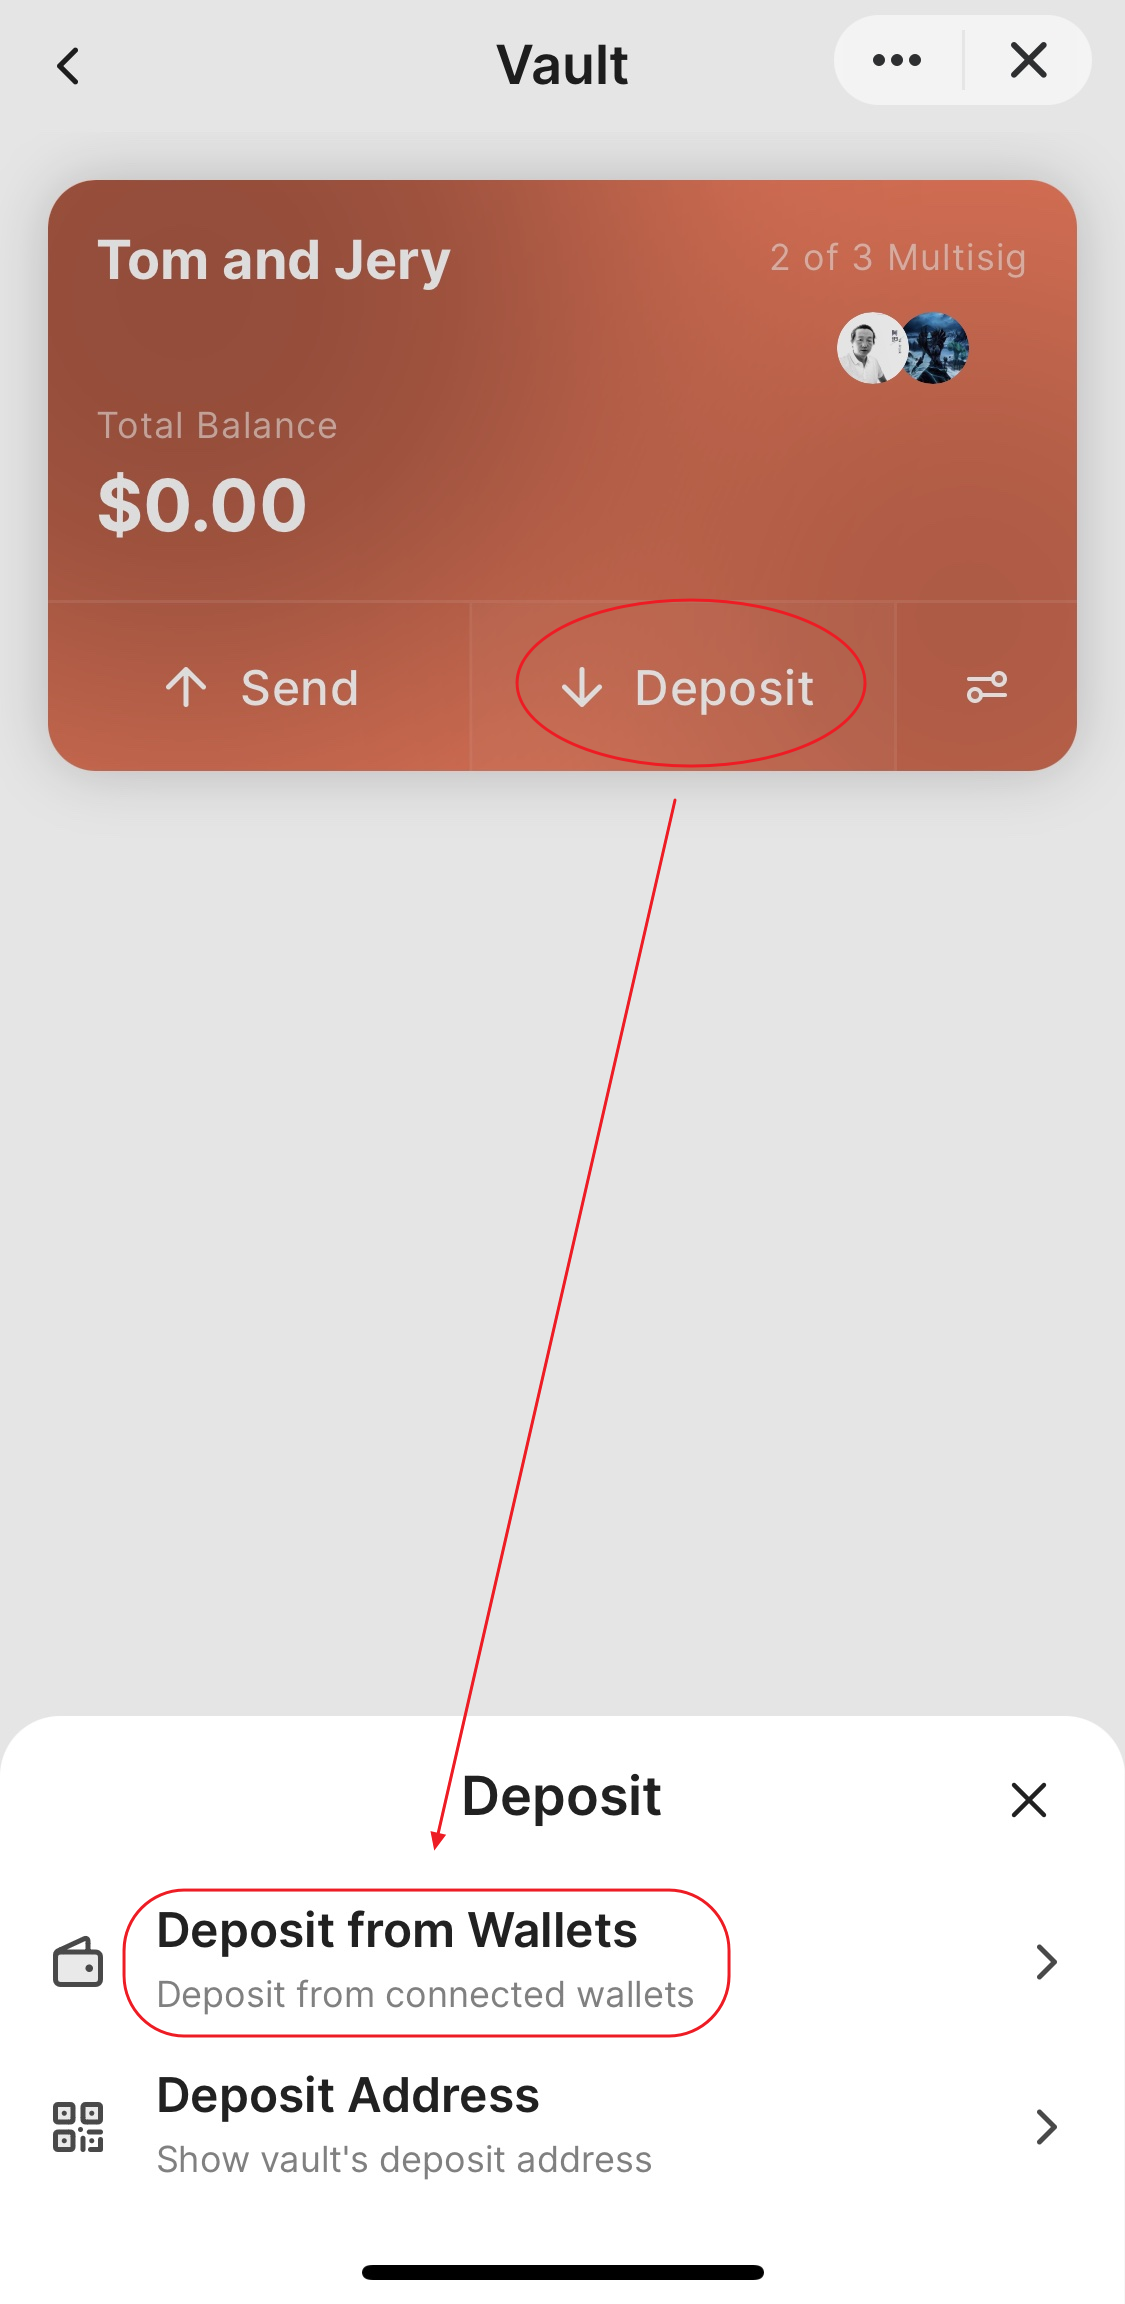 Vault
Tom and Jery
2 of 3 Multisig
Total Balance
$0.00
Send
Deposit
Deposit
Deposit from Wallets
Deposit from connected wallets
Deposit Address
Show vault's deposit address